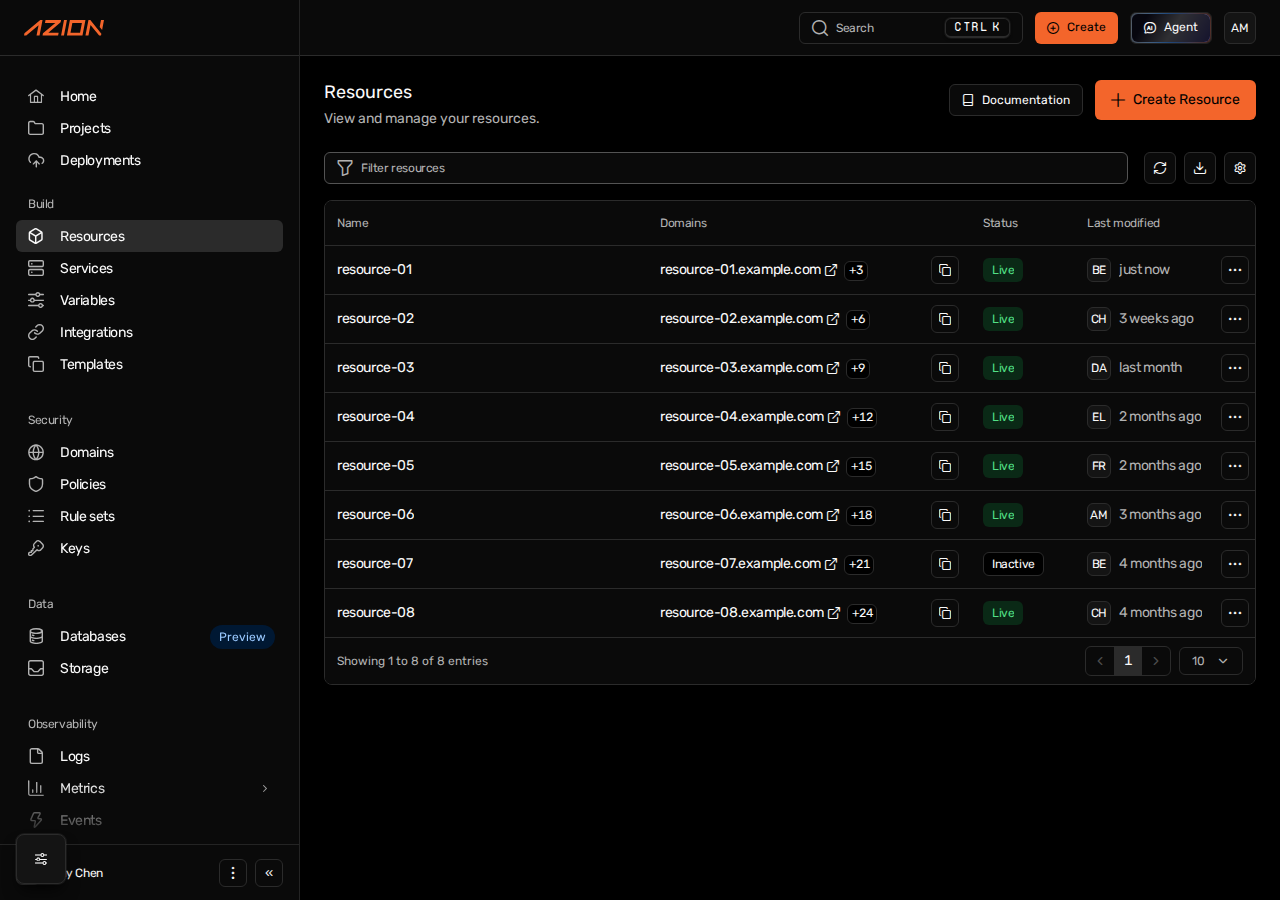 AZION
Search CTRL K Create AI Agent AM
Home
Projects
Deployments
Build
Resources
Services
Variables
Integrations
Templates
Security
Domains
Policies
Rule sets
Keys
Data
Databases Preview
Storage
Observability
Logs
Metrics
Events
y Chen
Resources
View and manage your resources.
Documentation
Create Resource
Filter resources
Name Domains Status Last modified
resource-01 resource-01.example.com +3 Live BE just now
resource-02 resource-02.example.com +6 Live CH 3 weeks ago
resource-03 resource-03.example.com +9 Live DA last month
resource-04 resource-04.example.com +12 Live EL 2 months ago
resource-05 resource-05.example.com +15 Live FR 2 months ago
resource-06 resource-06.example.com +18 Live AM 3 months ago
resource-07 resource-07.example.com +21 Inactive BE 4 months ago
resource-08 resource-08.example.com +24 Live CH 4 months ago
Showing 1 to 8 of 8 entries 1 10